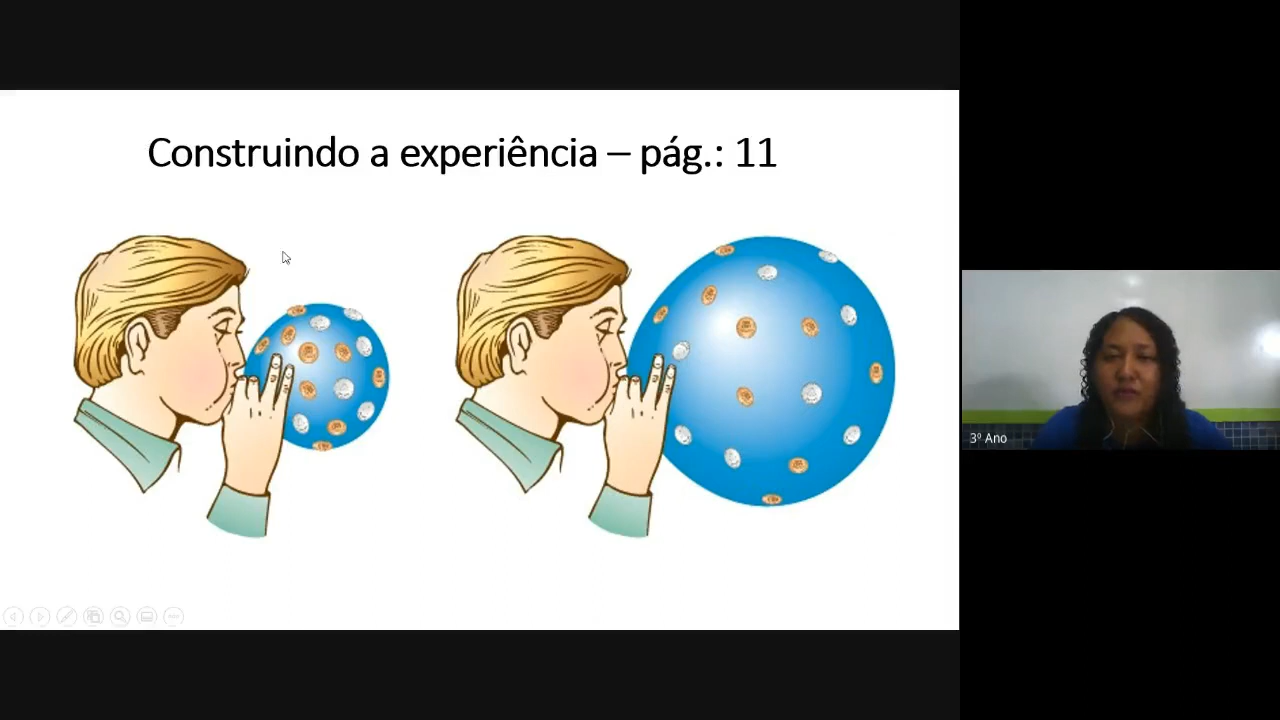 Construindo a experiência – pág.: 11
3º Ano